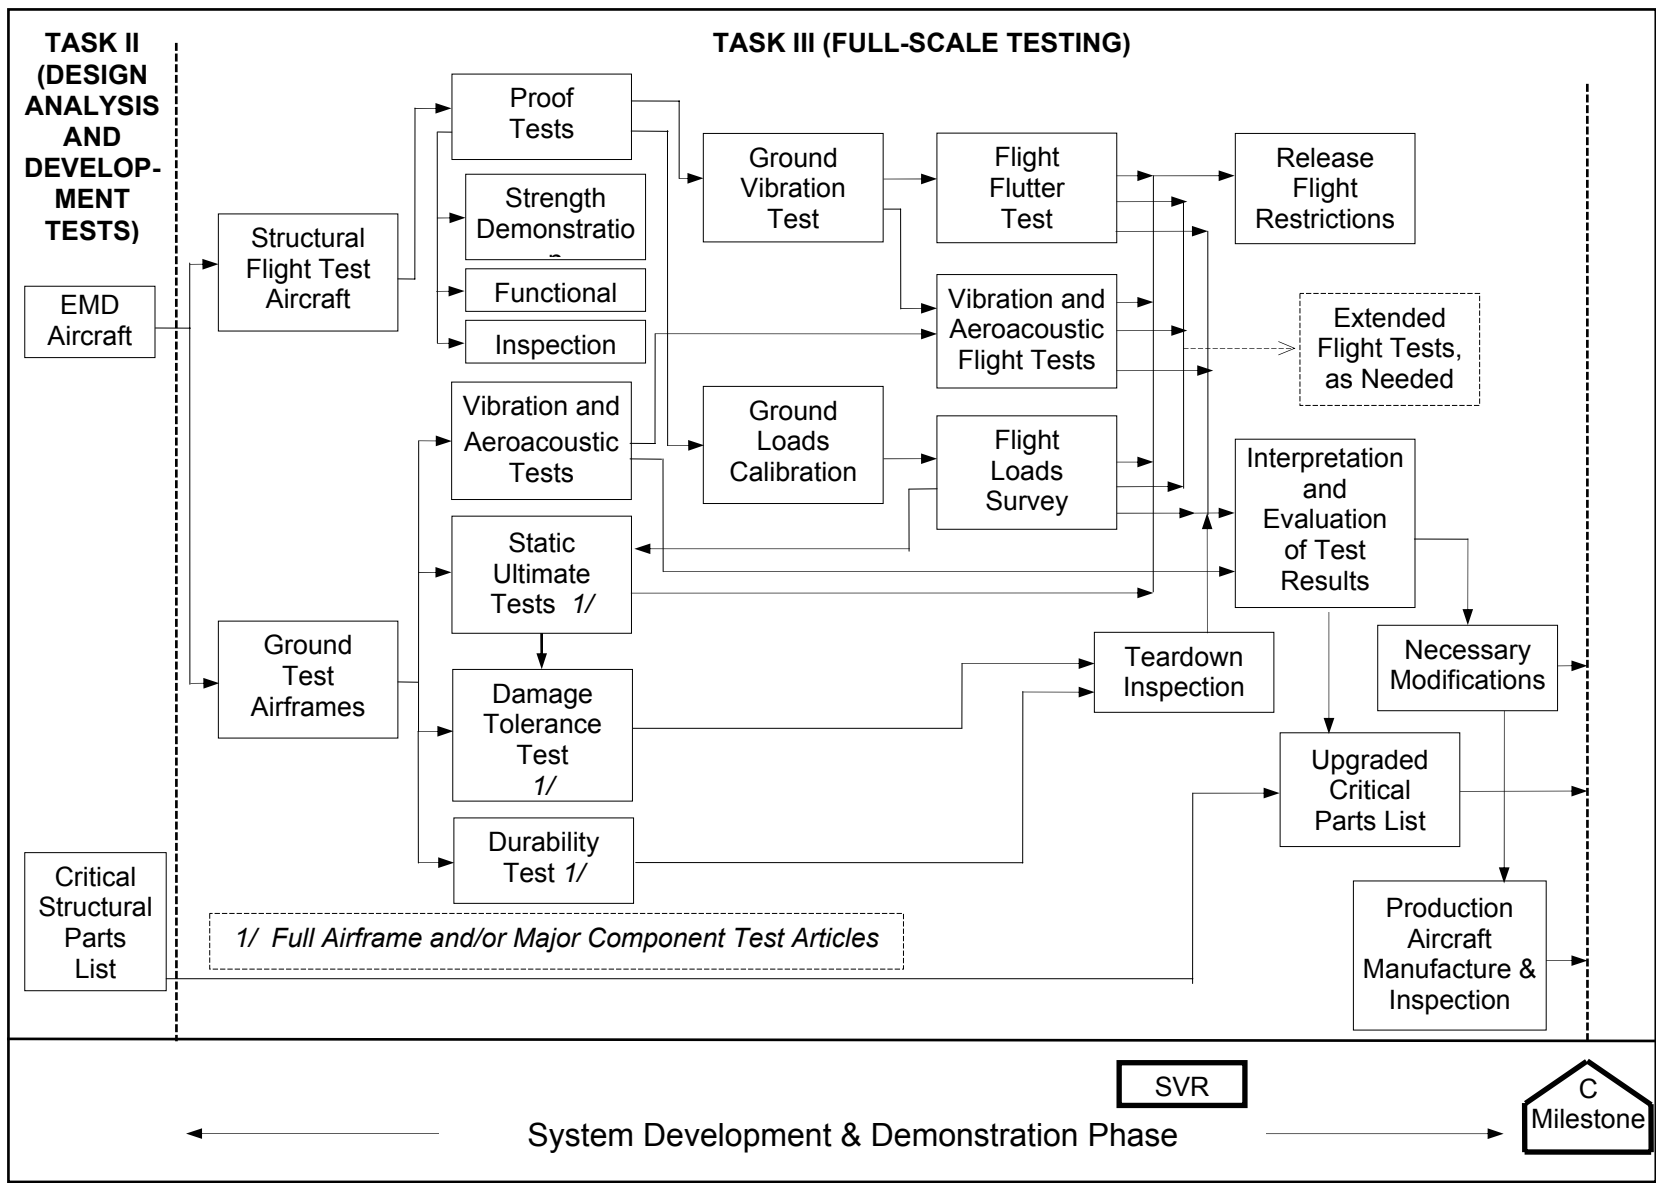 TASK II
(DESIGN
ANALYSIS
AND
DEVELOP-
MENT
TESTS)
TASK III (FULL-SCALE TESTING)
EMD
Aircraft
Critical
Structural
Parts
List
Structural
Flight Test
Aircraft
Ground
Test
Airframes
Proof
Tests
Strength
Demonstratio
Functional
Inspection
Vibration and
Aeroacoustic
Tests
Static
Ultimate
Tests 1/
Damage
Tolerance
Test
1/
Durability
Test 1/
Ground
Vibration
Test
Ground
Loads
Calibration
Flight
Flutter
Test
Vibration and
Aeroacoustic
Flight Tests
Flight
Loads
Survey
Teardown
Inspection
Release
Flight
Restrictions
Extended
Flight Tests,
as Needed
Interpretation
and
Evaluation
of Test
Results
Necessary
Modifications
Upgraded
Critical
Parts List
Production
Aircraft
Manufacture &
Inspection
1/ Full Airframe and/or Major Component Test Articles
SVR
System Development & Demonstration Phase
C
Milestone